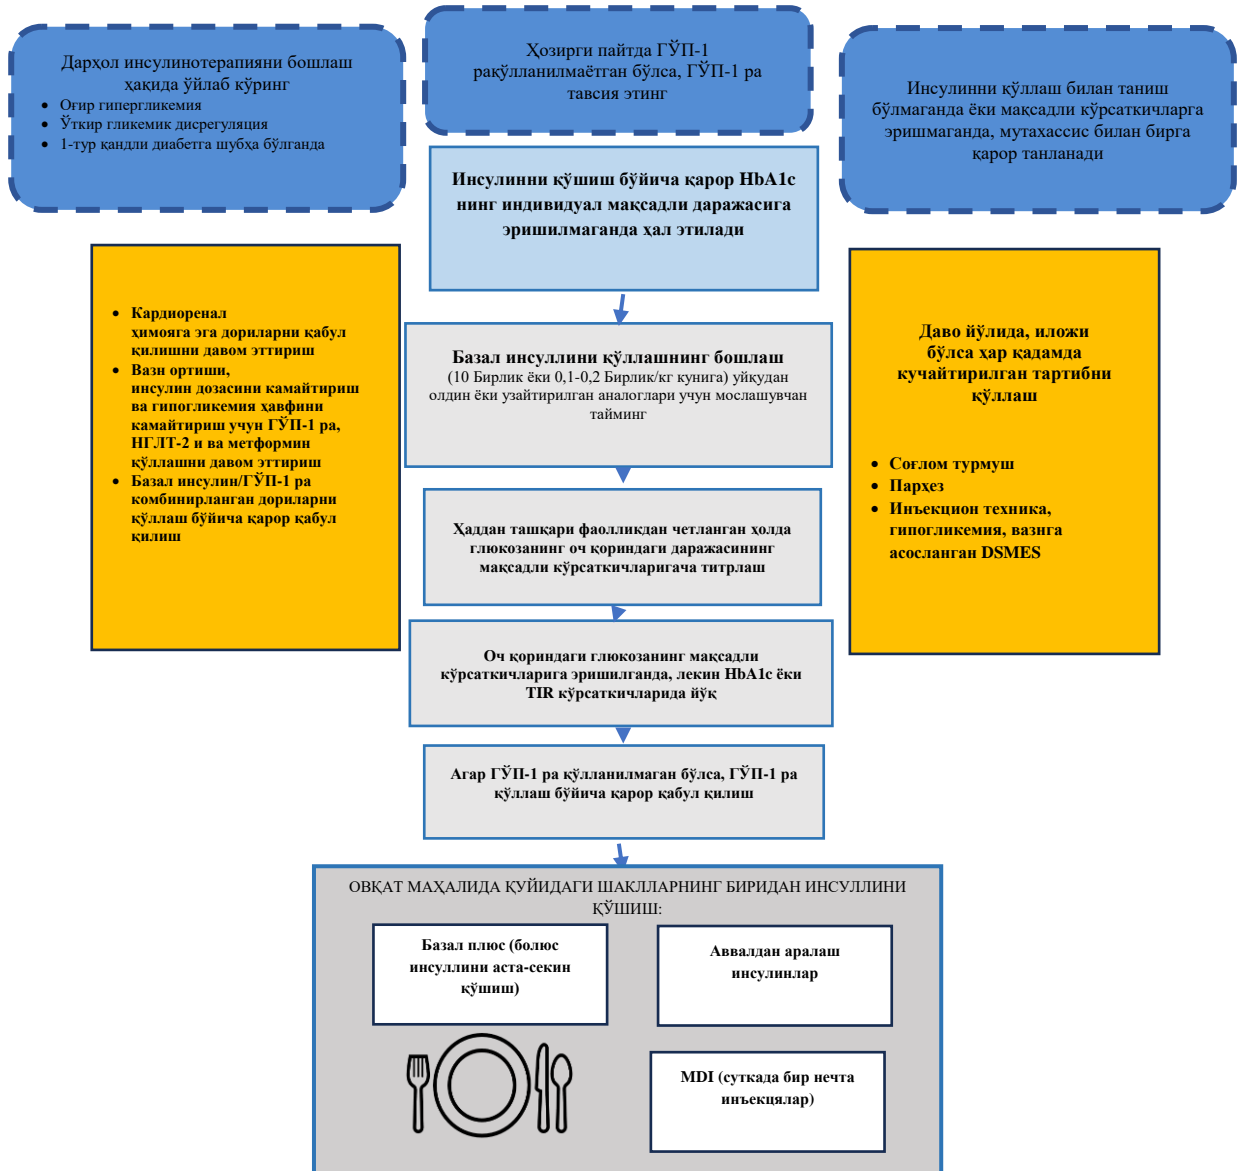 Дарҳол инсулинотерапияни бошлаш
ҳақида ўйлаб кўринг
• Оғир гипергликемия
• Ўткир гликемик дисрегуляция
• 1-тур қандли диабетга шубҳа бўлганда
Ҳозирги пайтда ГЎП-1
рақўлланилмаётган бўлса, ГЎП-1 ра
тавсия этинг
Инсулинни қўллаш билан таниш
бўлмаганда ёки мақсадли кўрсаткичларга
эришмаганда, мутахассис билан бирга
қарор танланади
Инсулинни қўшиш бўйича қарор HbA1c
нинг индивидуал мақсадли даражасига
эришилмаганда ҳал этилади
• Кардиоренал
ҳимояга эга дориларни қабул
қилишни давом эттириш
• Вазн ортиши,
инсулин дозасини камайтириш
ва гипогликемия ҳавфини
камайтириш учун ГЎП-1 ра,
НГЛТ-2 и ва метформин
қўллашни давом эттириш
• Базал инсулин/ГЎП-1 ра
комбинирланган дориларни
қўллаш бўйича қарор қабул
қилиш
Базал инсуллини қўллашнинг бошлаш
(10 Бирлик ёки 0,1-0,2 Бирлик/кг кунига) уйқудан
олдин ёки узайтирилган аналоглари учун мослашувчан
тайминг
Даво йўлида, иложи
бўлса ҳар қадамда
кучайтирилган тартибни
қўллаш
• Соғлом турмуш
• Парҳез
• Инъекцион техника,
гипогликемия, вазнга
асосланган DSMES
Ҳаддан ташқари фаолликдан четланган ҳолда
глюкозанинг оч қориндаги даражасининг
мақсадли кўрсаткичларигача титрлаш
Оч қориндаги глюкозанинг мақсадли
кўрсаткичларига эришилганда, лекин HbA1c ёки
TIR кўрсаткичларида йўқ
Агар ГЎП-1 ра қўлланилмаган бўлса, ГЎП-1 ра
қўллаш бўйича қарор қабул қилиш
ОВҚАТ МАҲАЛИДА ҚУЙИДАГИ ШАКЛЛАРНИНГ БИРИДАН ИНСУЛЛИНИ
ҚЎШИШ:
Базал плюс (болюс
инсуллини аста-секин
қўшиш)
Аввалдан аралаш
инсулинлар
MDI (суткада бир нечта
инъекцялар)